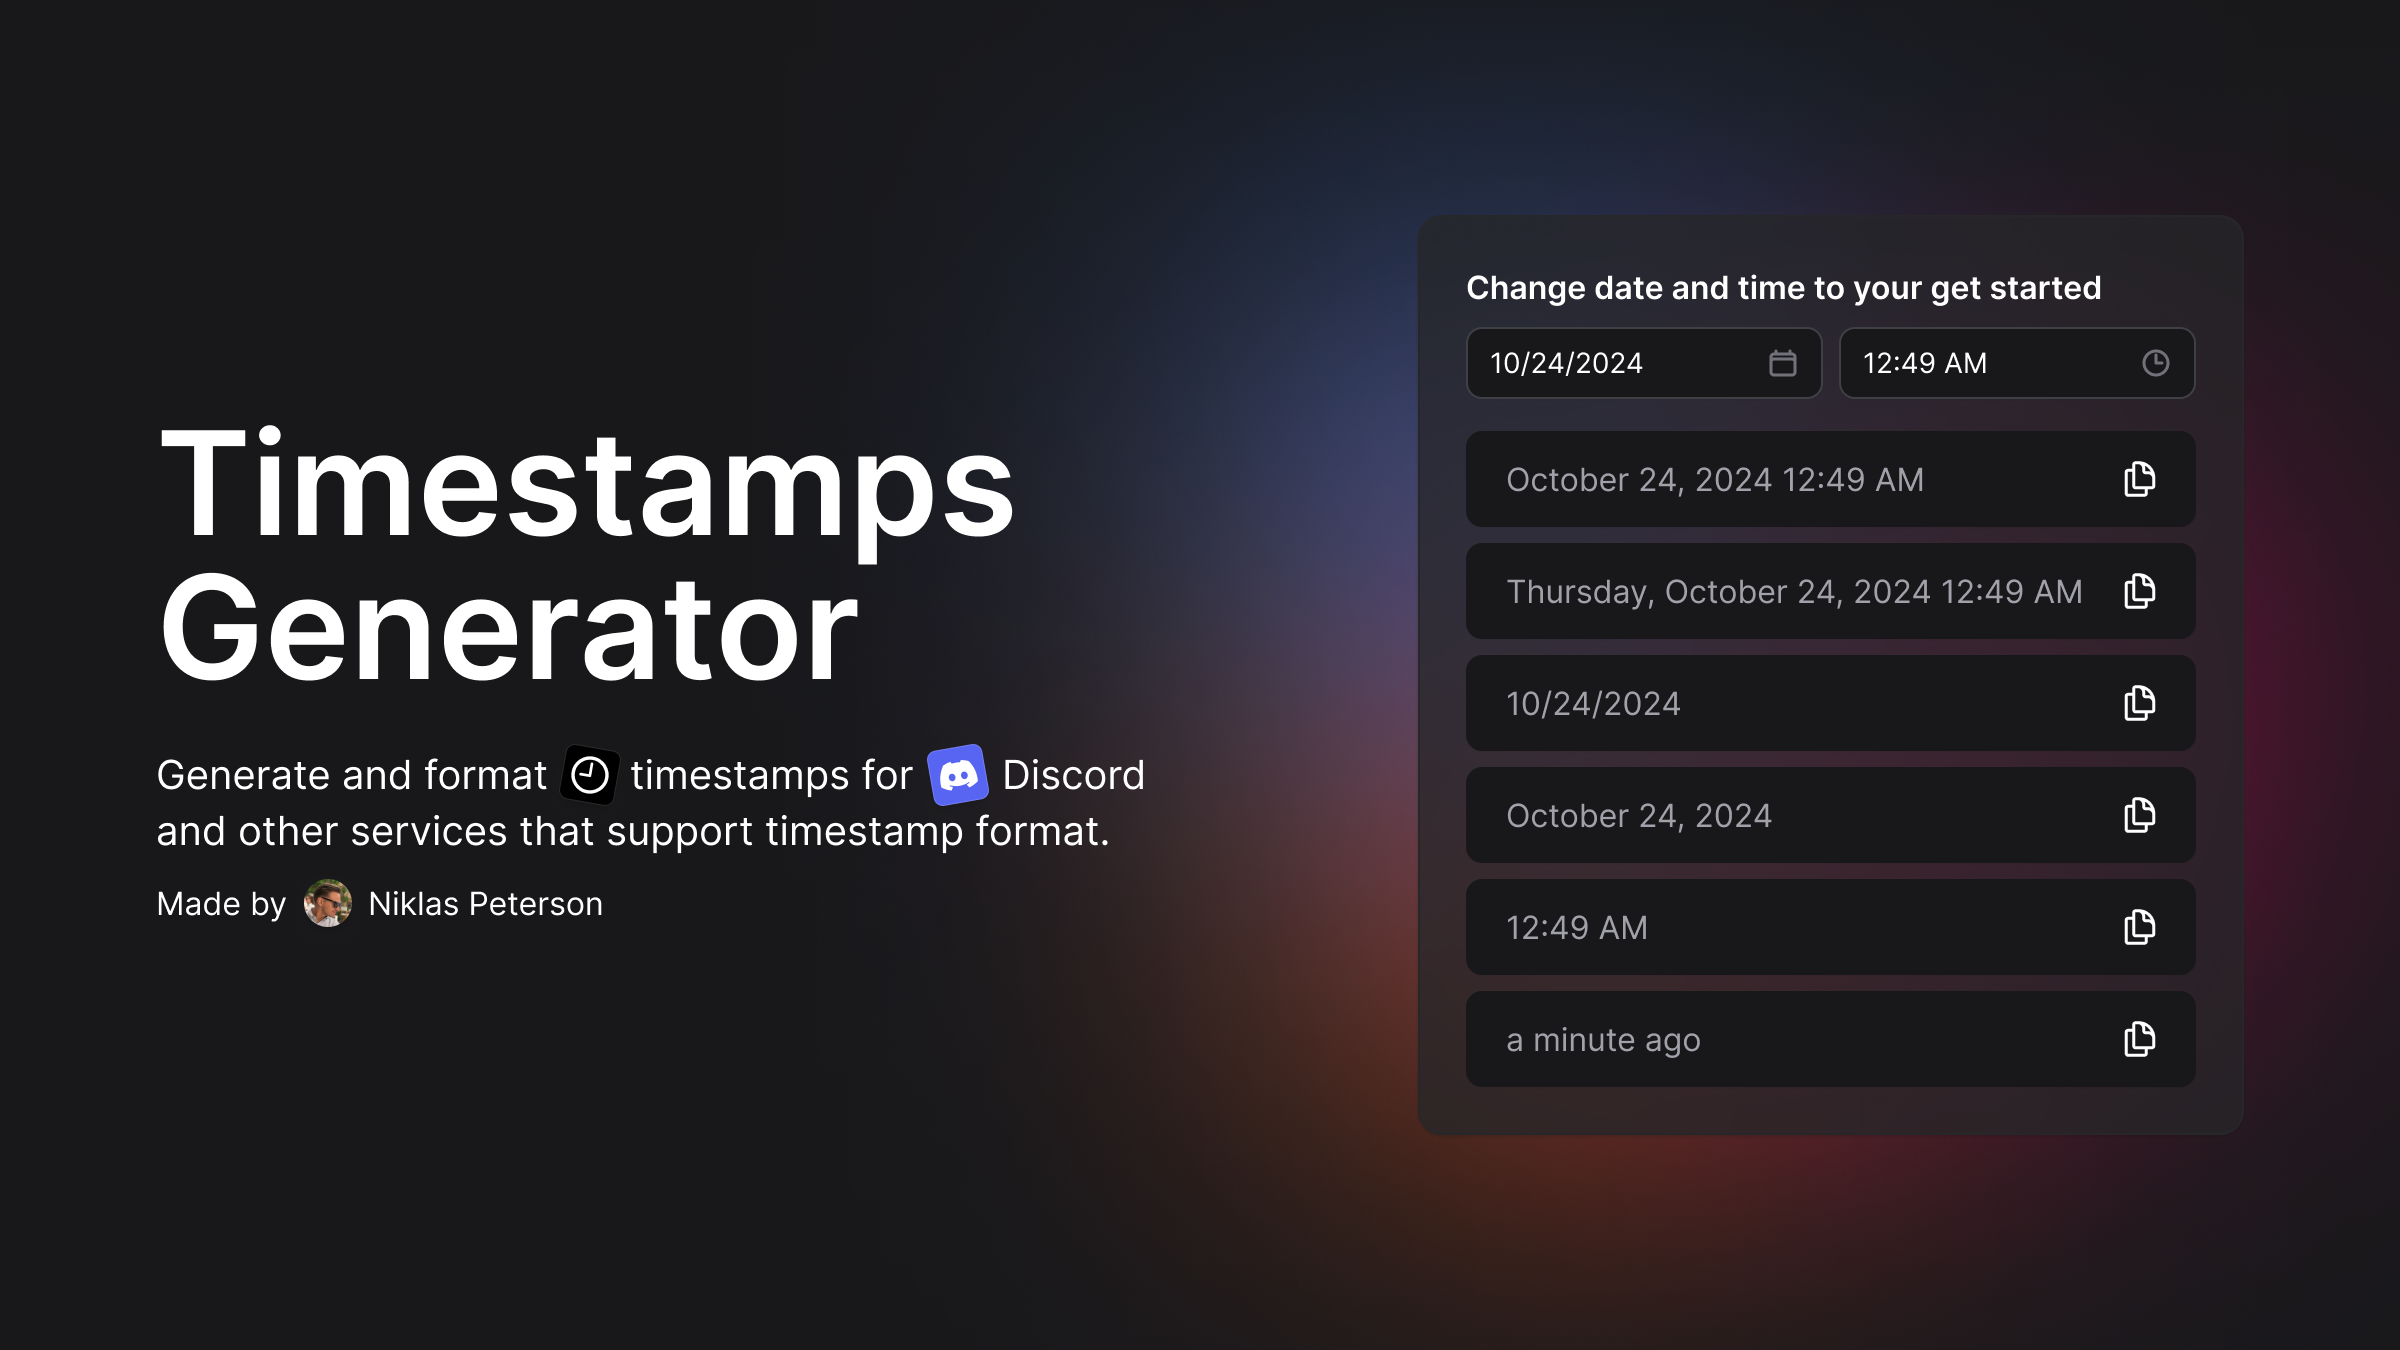 Timestamps
Generator
Generate and format timestamps for Discord
and other services that support timestamp format.
Made by Niklas Peterson
Change date and time to your get started
10/24/2024 12:49 AM
October 24, 2024 12:49 AM
Thursday, October 24, 2024 12:49 AM
10/24/2024
October 24, 2024
12:49 AM
a minute ago